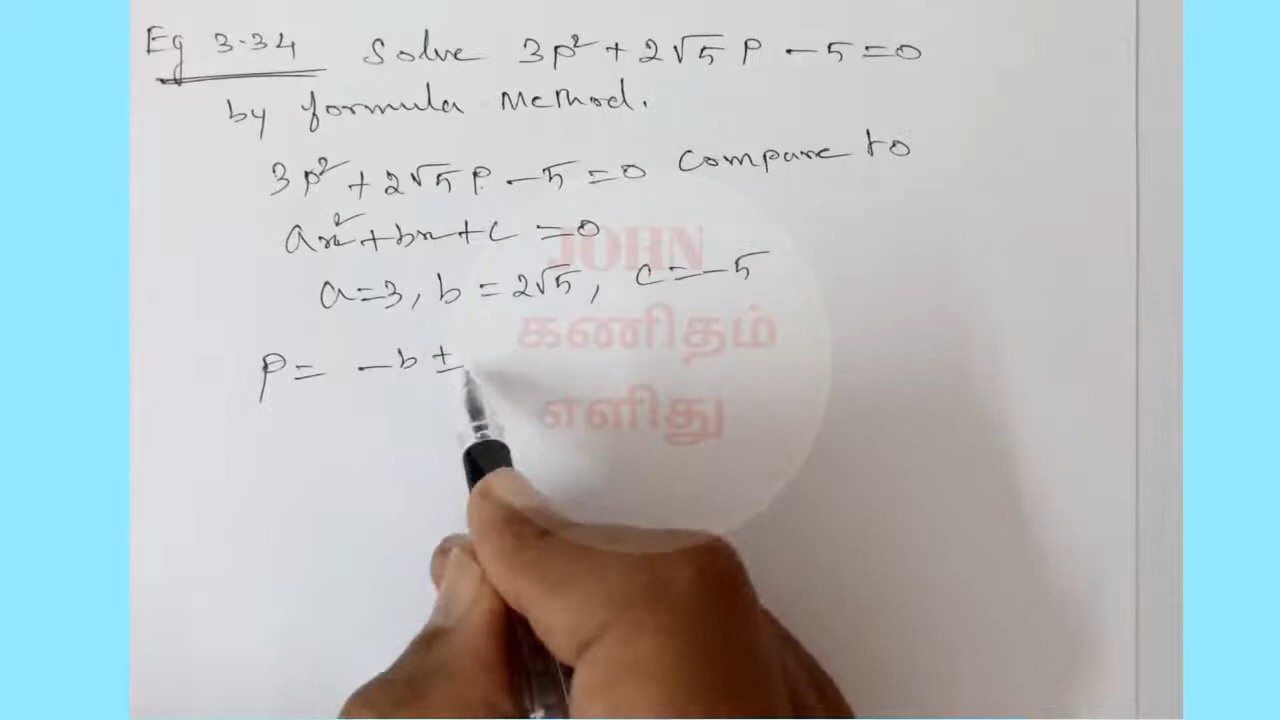 Eg 3.34 Solve 3p² + 2√5 P - 5 = 0
by formula Method.
3p² + 2√5 P - 5 = 0 Compare to
ax² + bx + c = 0
a = 3, b = 2√5, c = -5
P = -b ±
JOHN
கணிதம்
எளிது